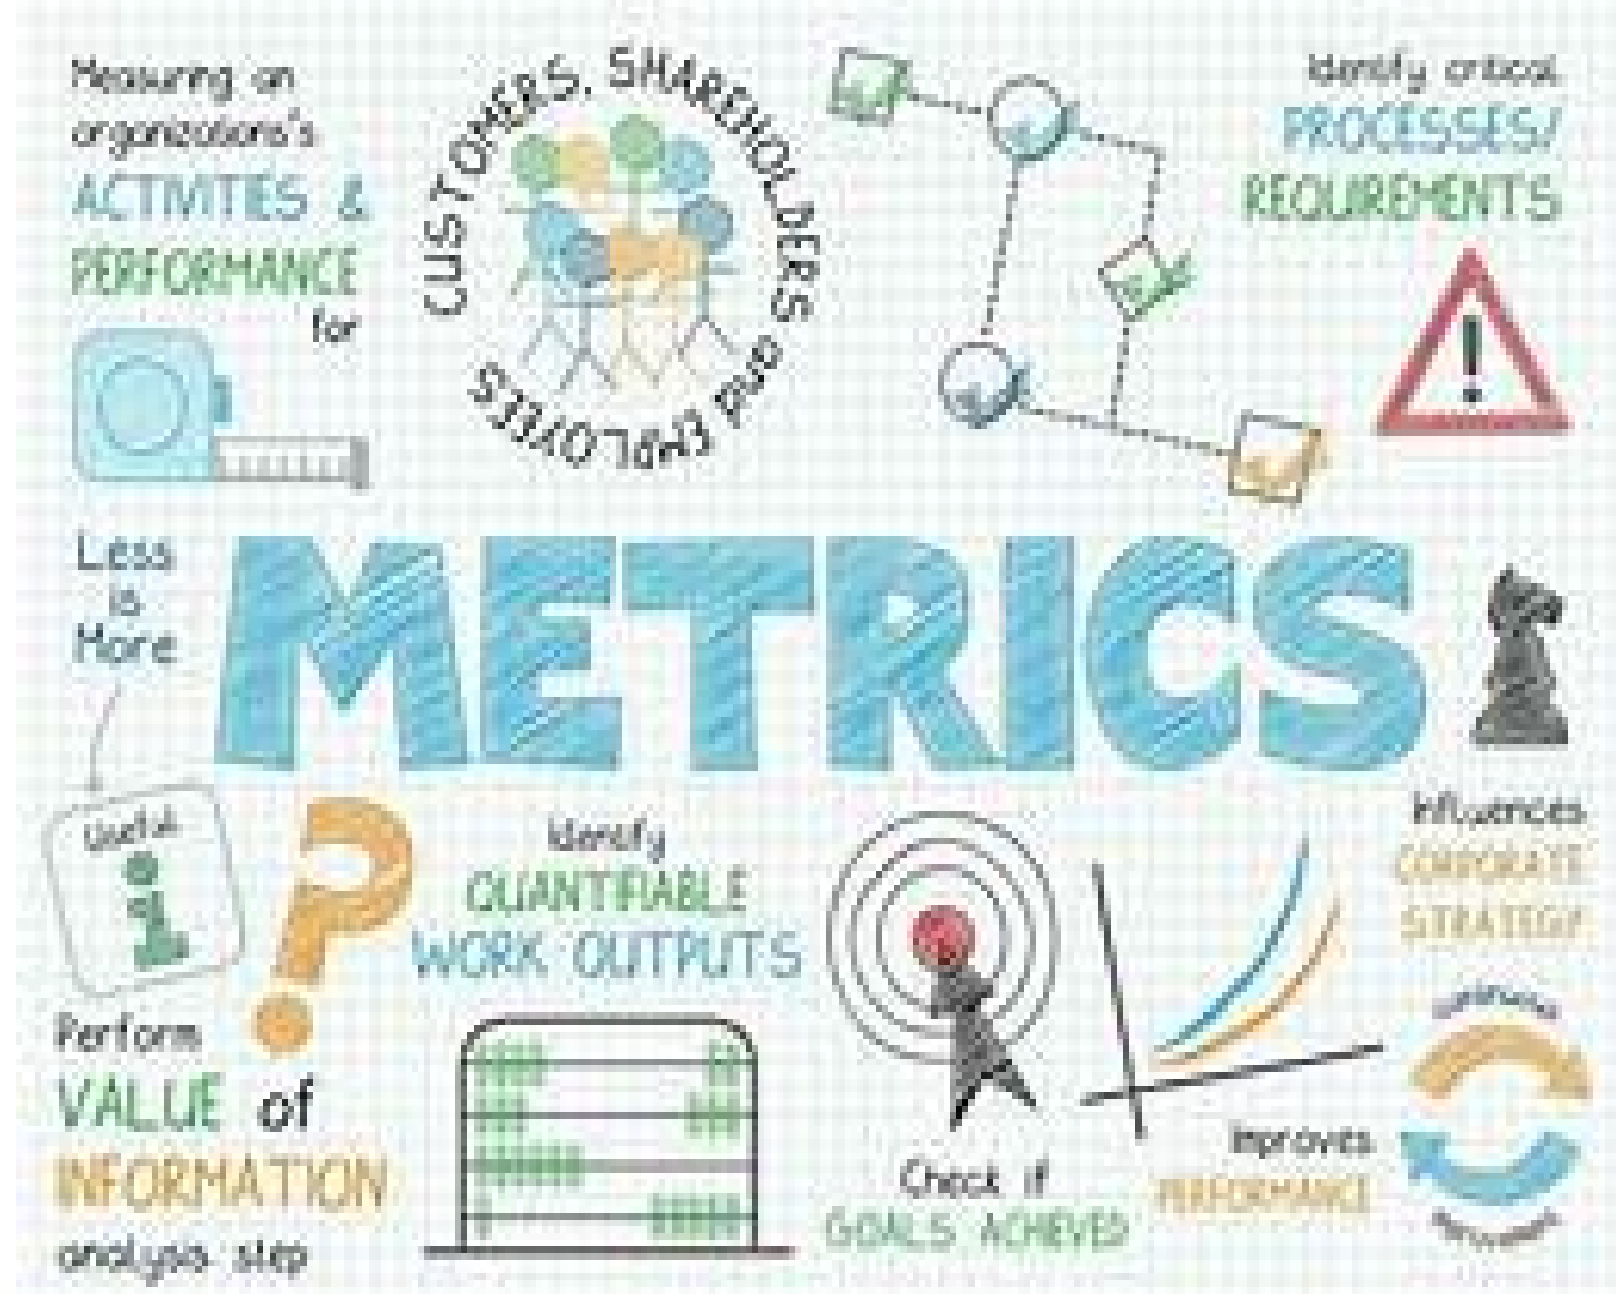 Measuring an
organizations's
ACTIVITIES &
PERFORMANCE
for
CUSTOMERS, SHAREHOLDERS and EMPLOYEES
Identify critical
PROCESSES/
REQUIREMENTS
Less
is
More
METRICS
Useful
i
?
Perform
VALUE of
INFORMATION
analysis step
Identify
QUANTIFIABLE
WORK OUTPUTS
Check if
GOALS ACHIEVED
Improves
PERFORMANCE
Influences
CORPORATE
STRATEGY